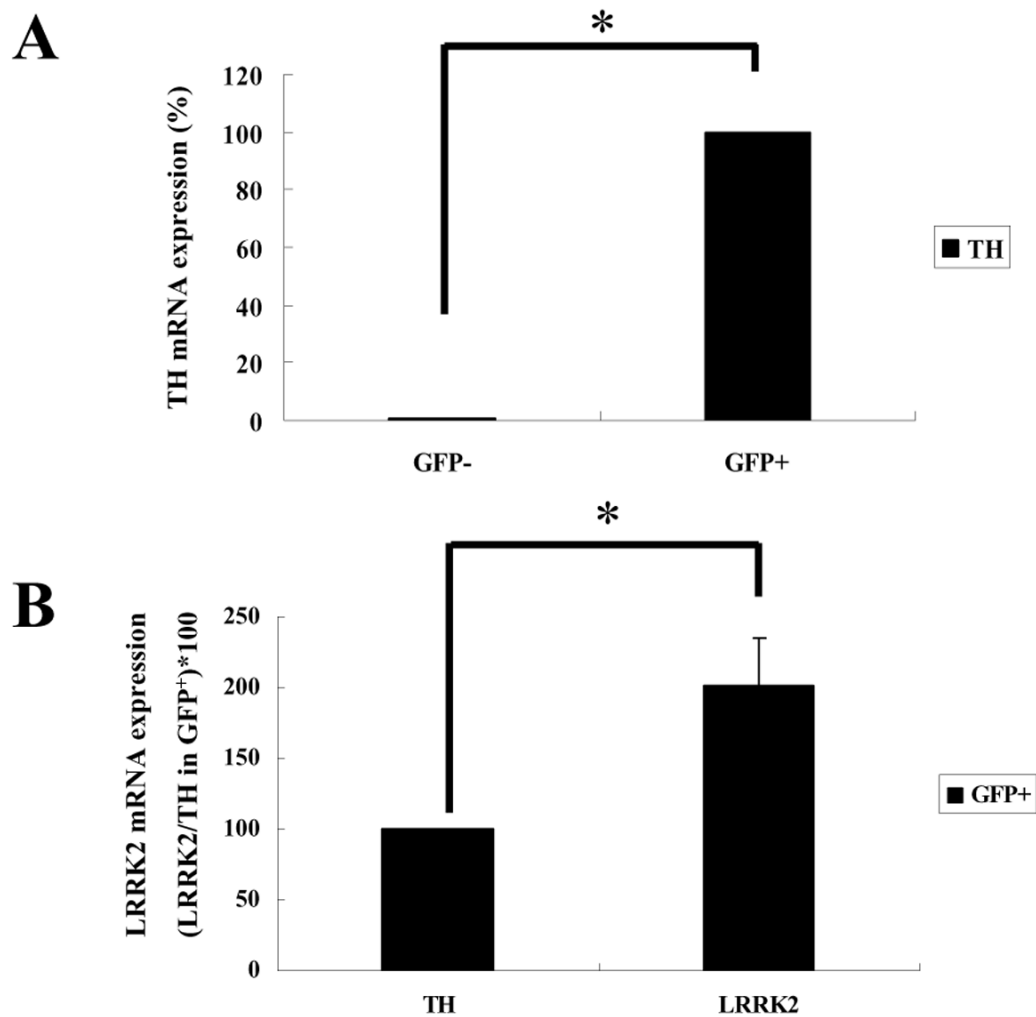 A
*
TH mRNA expression (%)
120
100
80
60
40
20
0
GFP-
GFP+
TH
B
*
LRRK2 mRNA expression
(LRRK2/TH in GFP⁺)*100
250
200
150
100
50
0
TH
LRRK2
GFP+